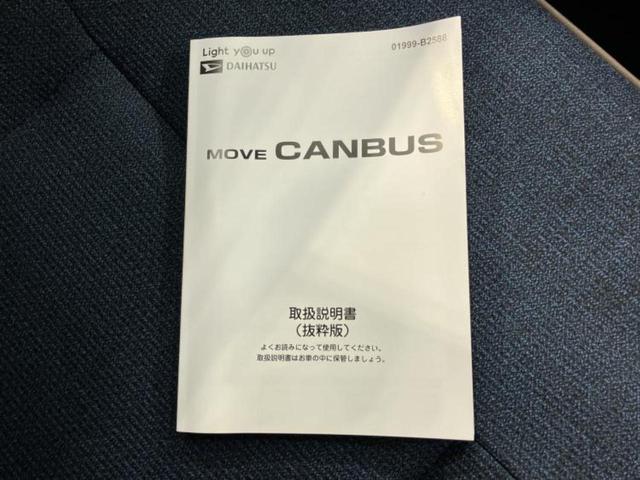 Light you up
01999-B2588
DAIHATSU
MOVE CANBUS
取扱説明書
（抜粋版）
よくお読みになって使用してください。
取扱説明書はお車の中に保管しましょう。